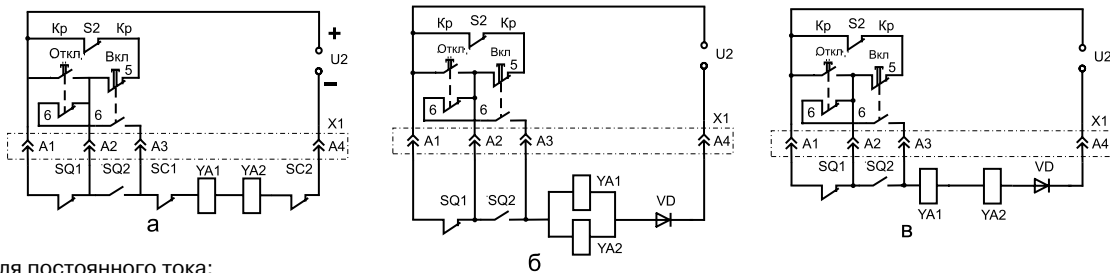 Кр S2 Кр
+
U2
−
Откл, Вкл
5
6 6
X1
A1 A2 A3 A4
SQ1 SQ2 SC1 YA1 YA2 SC2
а
Кр S2 Кр
U2
Откл, Вкл
5
6 6
X1
A1 A2 A3 A4
SQ1 SQ2 YA1 VD
YA2
б
Кр S2 Кр
U2
Откл, Вкл
5
6 6
X1
A1 A2 A3 A4
SQ1 SQ2 VD
YA1 YA2
в
ля постоянного тока: